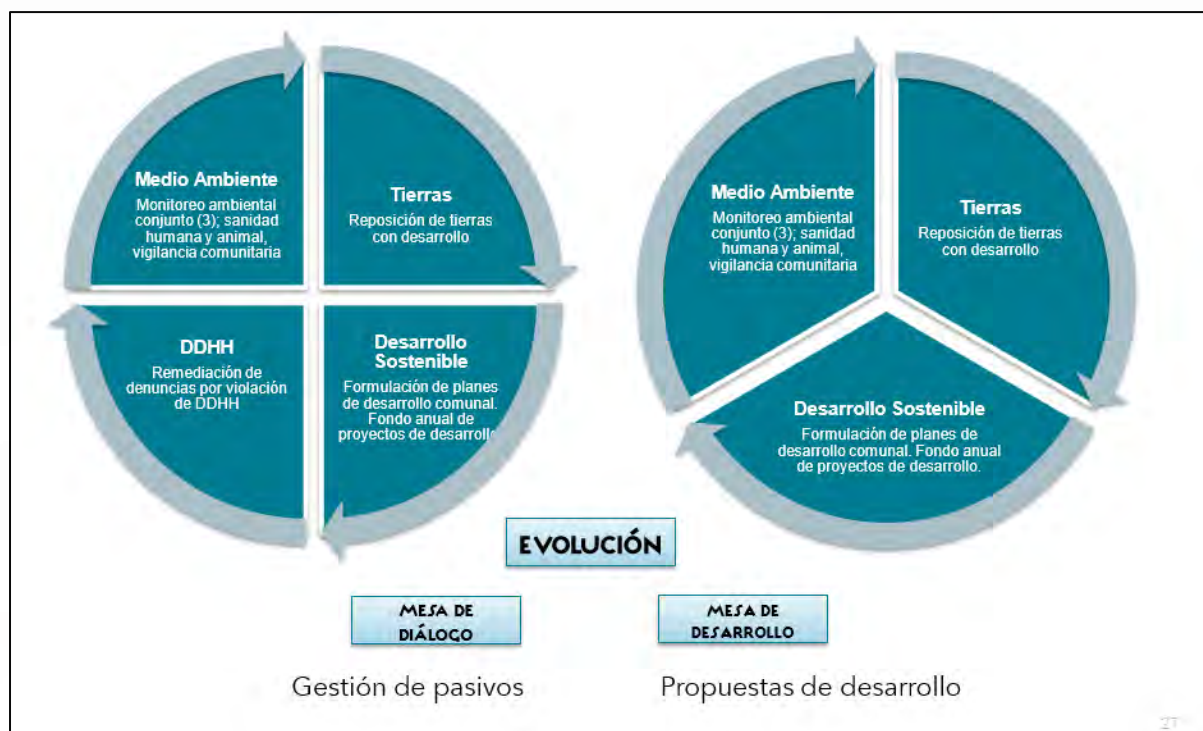 Medio Ambiente
Monitoreo ambiental
conjunto (3); sanidad
humana y animal,
vigilancia comunitaria
Tierras
Reposición de tierras
con desarrollo
DDHH
Remediación de
denuncias por violación
de DDHH
Desarrollo
Sostenible
Formulación de planes
de desarrollo comunal.
Fondo anual de
proyectos de desarrollo.
Medio Ambiente
Monitoreo ambiental
conjunto (3); sanidad
humana y animal,
vigilancia comunitaria
Tierras
Reposición de tierras
con desarrollo
Desarrollo Sostenible
Formulación de planes de
desarrollo comunal. Fondo anual
de proyectos de desarrollo.
EVOLUCIÓN
MESA DE
DIÁLOGO
MESA DE
DESARROLLO
Gestión de pasivos
Propuestas de desarrollo
27